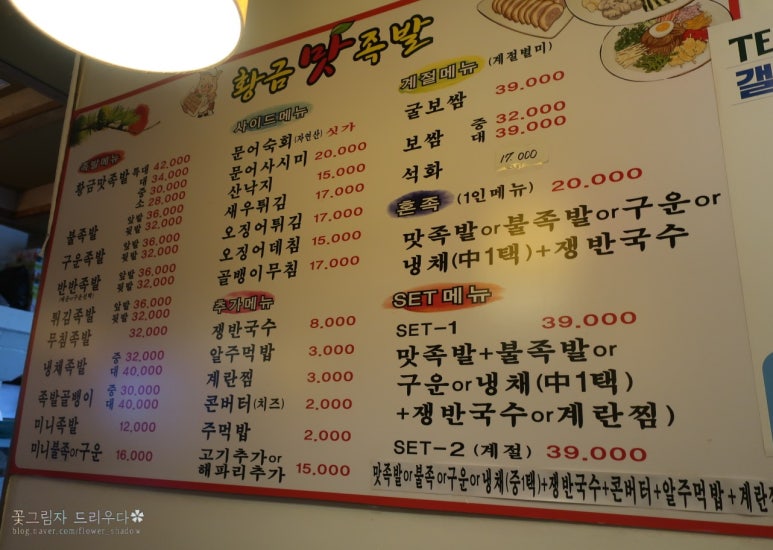 황금맛족발
족발메뉴
황금맛족발 특대 42,000
대 34,000
중 30,000
소 28,000
불족발 앞발 36,000
뒷발 32,000
구운족발 앞발 36,000
뒷발 32,000
반반족발 앞발 36,000
뒷발 32,000
튀김족발 앞발 36,000
뒷발 32,000
무침족발 32,000
냉채족발 중 32,000
대 40,000
족발골뱅이 중 30,000
대 40,000
미니족발 12,000
미니불족or구운 16,000
사이드메뉴
문어숙회(자연산) 싯가
문어사시미 20,000
산낙지 15,000
새우튀김 17,000
오징어튀김 17,000
오징어데침 15,000
골뱅이무침 17,000
추가메뉴
쟁반국수 8,000
알주먹밥 3,000
계란찜 3,000
콘버터(치즈) 2,000
주먹밥 2,000
고기추가or
해파리추가 15,000
계절메뉴 (계절별미)
굴보쌈 39,000
보쌈 중 32,000
대 39,000
석화 17,000
혼족 (1인메뉴) 20,000
맛족발or불족발or구운or
냉채(中1택)+쟁반국수
SET메뉴
SET-1 39,000
맛족발+불족발or
구운or냉채(中1택)
+쟁반국수or계란찜)
SET-2 (계절) 39,000
맛족발or불족or구운or냉채(중1택)+쟁반국수+콘버터+알주먹밥+계란
TE
갤
꽃그림자 드리우다
blog.naver.com/flower_shadow